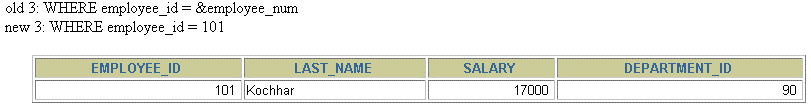 old 3: WHERE employee_id = &employee_num
new 3: WHERE employee_id = 101
EMPLOYEE_ID LAST_NAME SALARY DEPARTMENT_ID
101 Kochhar 17000 90